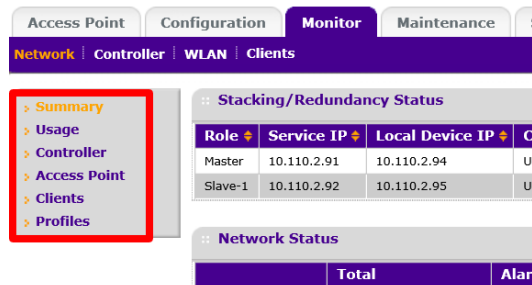 Access Point Configuration Monitor Maintenance
Network Controller WLAN Clients
Summary
Usage
Controller
Access Point
Clients
Profiles
Stacking/Redundancy Status
Role Service IP Local Device IP
Master 10.110.2.91 10.110.2.94
Slave-1 10.110.2.92 10.110.2.95
Network Status
Total